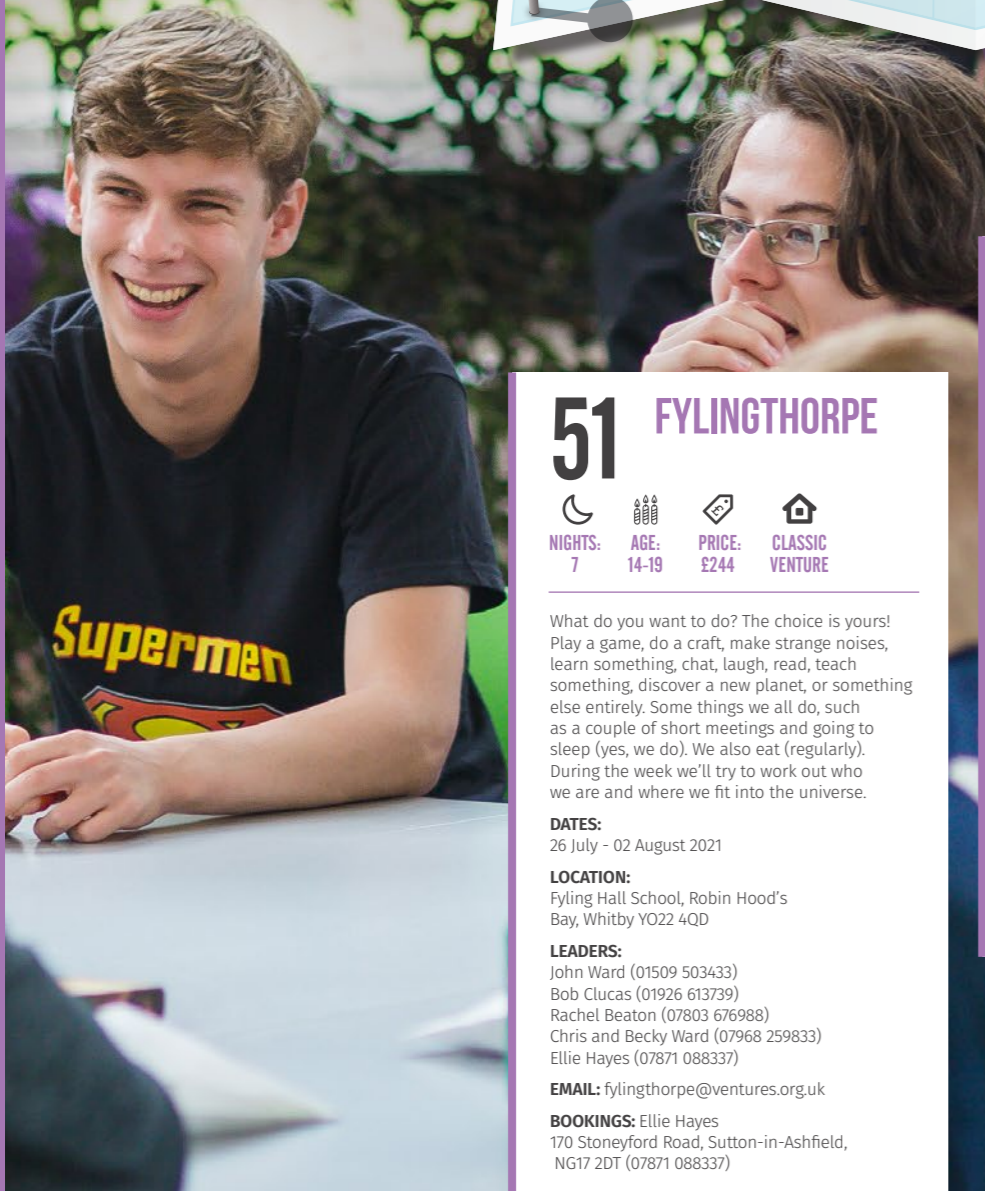 Supermen
51
FYLINGTHORPE
NIGHTS:
7
AGE:
14-19
PRICE:
£244
CLASSIC
VENTURE
What do you want to do? The choice is yours!
Play a game, do a craft, make strange noises,
learn something, chat, laugh, read, teach
something, discover a new planet, or something
else entirely. Some things we all do, such
as a couple of short meetings and going to
sleep (yes, we do). We also eat (regularly).
During the week we’ll try to work out who
we are and where we fit into the universe.
DATES:
26 July - 02 August 2021
LOCATION:
Fyling Hall School, Robin Hood’s
Bay, Whitby YO22 4QD
LEADERS:
John Ward (01509 503433)
Bob Clucas (01926 613739)
Rachel Beaton (07803 676988)
Chris and Becky Ward (07968 259833)
Ellie Hayes (07871 088337)
EMAIL: fylingthorpe@ventures.org.uk
BOOKINGS: Ellie Hayes
170 Stoneyford Road, Sutton-in-Ashfield,
NG17 2DT (07871 088337)